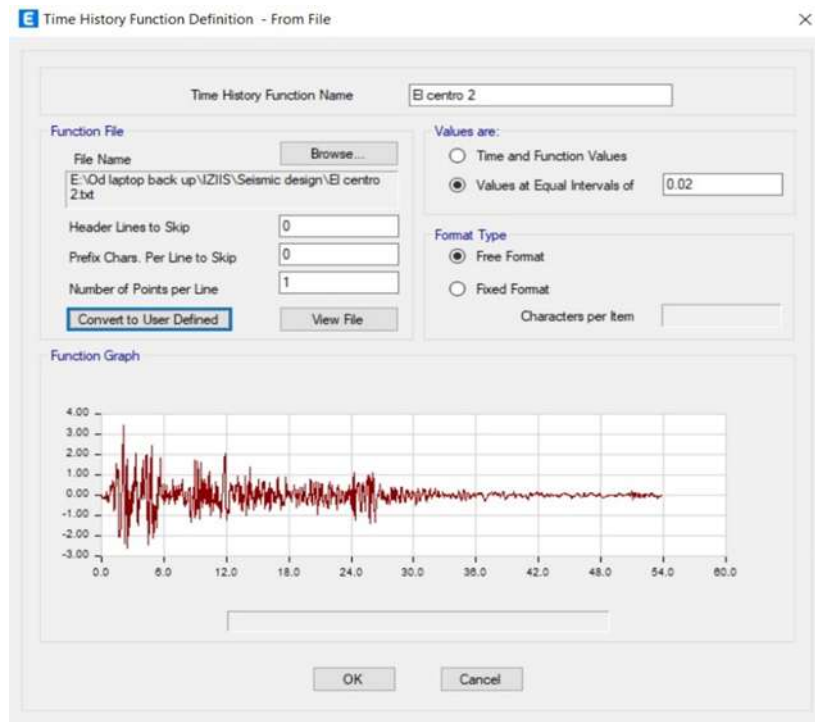 E Time History Function Definition - From File
Time History Function Name El centro 2
Function File
File Name Browse...
E:\Od laptop back up\IZIIS\Seismic design\El centro
2.txt
Header Lines to Skip 0
Prefix Chars. Per Line to Skip 0
Number of Points per Line 1
Convert to User Defined View File
Values are:
Time and Function Values
Values at Equal Intervals of 0.02
Format Type
Free Format
Fixed Format
Characters per Item
Function Graph
4.00
3.00
2.00
1.00
0.00
-1.00
-2.00
-3.00
0.0 6.0 12.0 18.0 24.0 30.0 36.0 42.0 48.0 54.0 60.0
OK Cancel